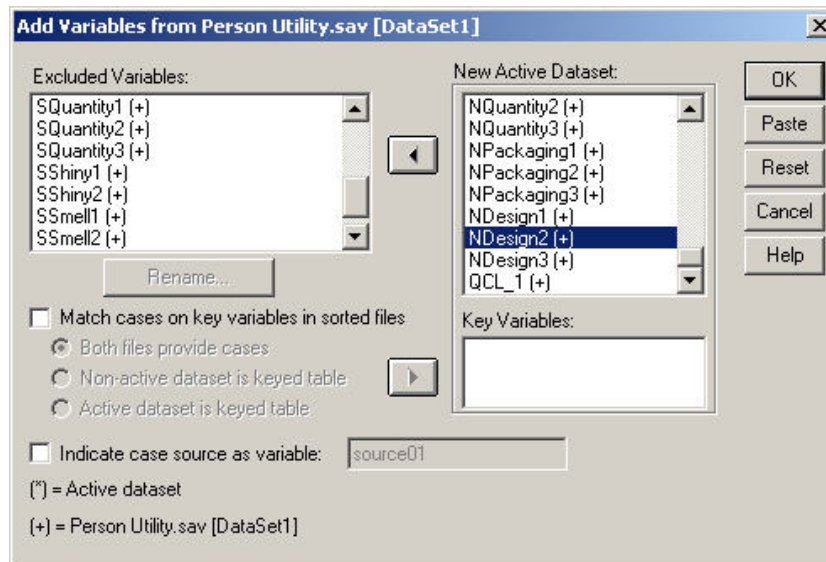 Add Variables from Person Utility.sav [DataSet1]
Excluded Variables:
SQuantity1 (+)
SQuantity2 (+)
SQuantity3 (+)
SShiny1 (+)
SShiny2 (+)
SSmell1 (+)
SSmell2 (+)
Rename...
New Active Dataset:
NQuantity2 (+)
NQuantity3 (+)
NPackaging1 (+)
NPackaging2 (+)
NPackaging3 (+)
NDesign1 (+)
NDesign2 (+)
NDesign3 (+)
QCL_1 (+)
OK
Paste
Reset
Cancel
Help
Match cases on key variables in sorted files
Both files provide cases
Non-active dataset is keyed table
Active dataset is keyed table
Key Variables:
Indicate case source as variable: source01
(*) = Active dataset
(+) = Person Utility.sav [DataSet1]